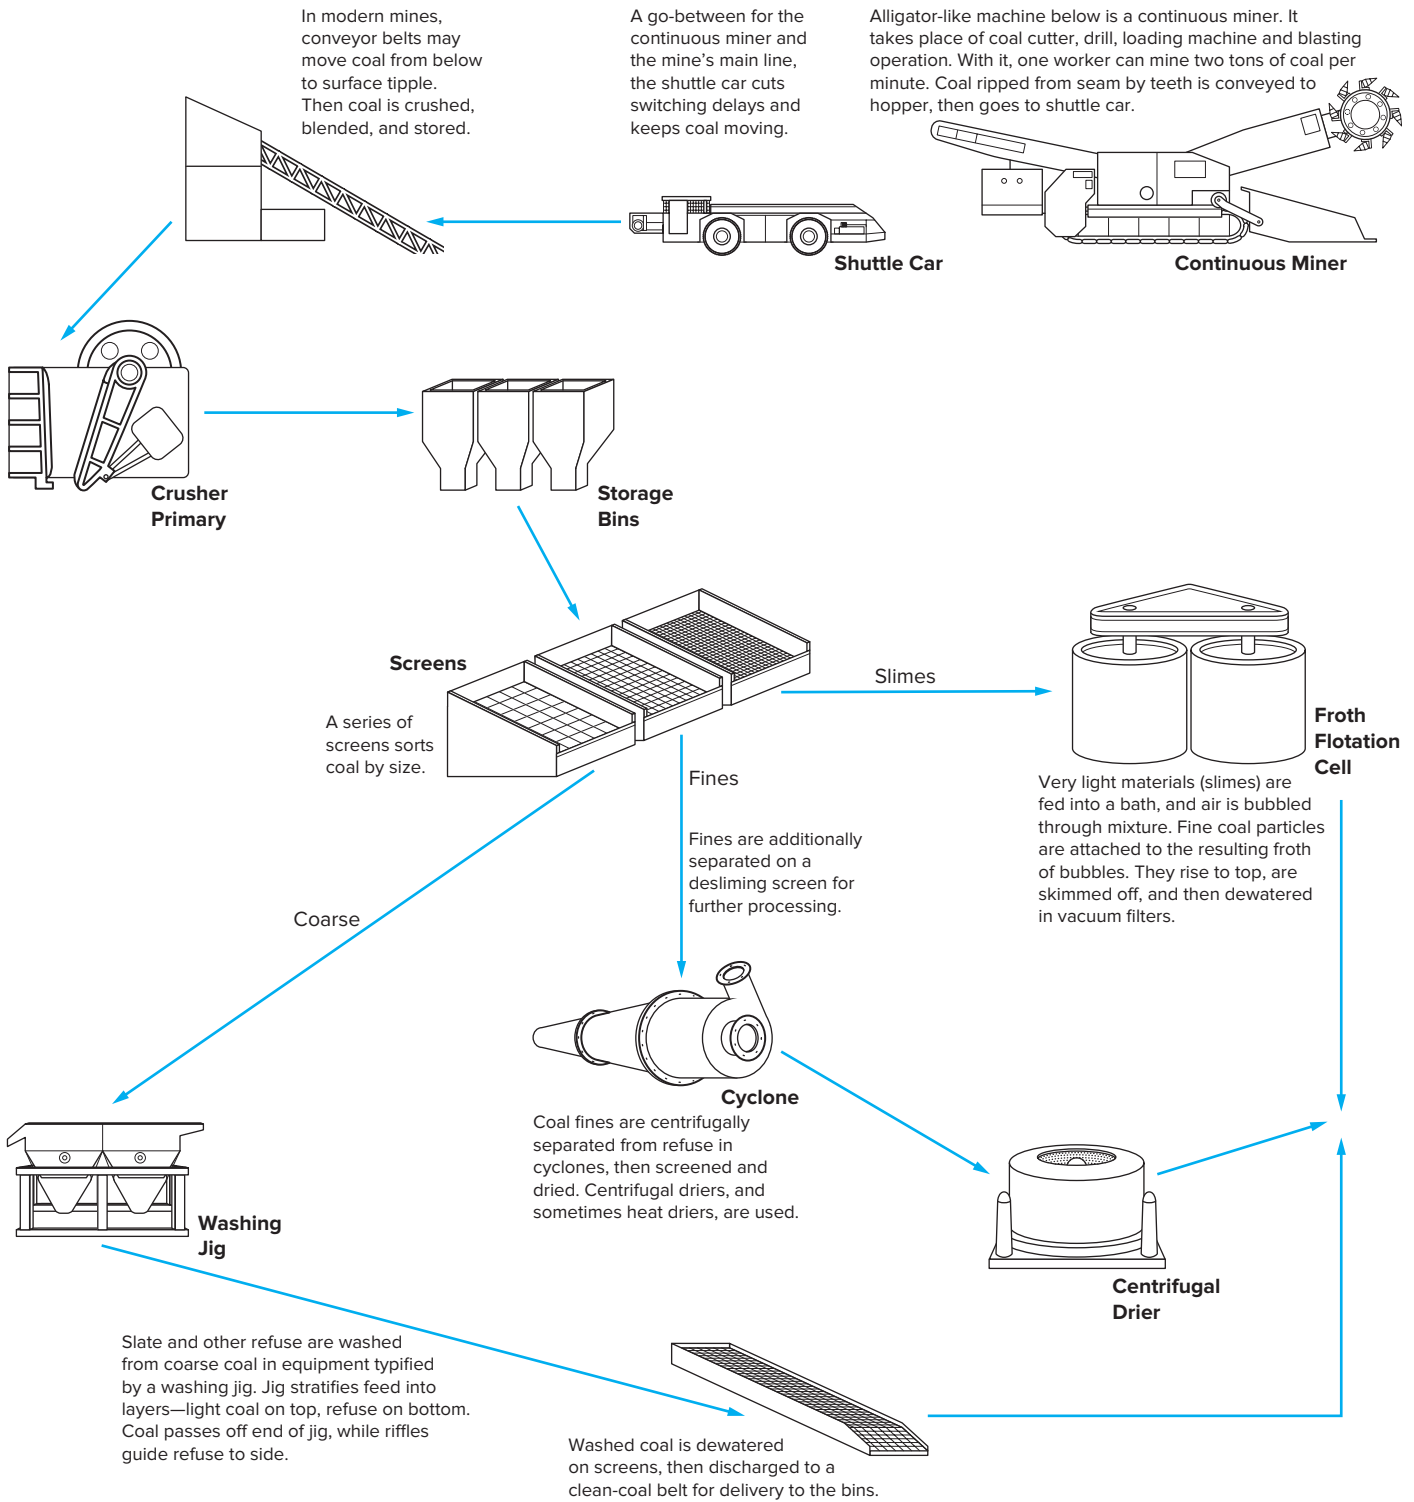 In modern mines,
conveyor belts may
move coal from below
to surface tipple.
Then coal is crushed,
blended, and stored.
A go-between for the
continuous miner and
the mine's main line,
the shuttle car cuts
switching delays and
keeps coal moving.
Alligator-like machine below is a continuous miner. It
takes place of coal cutter, drill, loading machine and blasting
operation. With it, one worker can mine two tons of coal per
minute. Coal ripped from seam by teeth is conveyed to
hopper, then goes to shuttle car.
Shuttle Car
Continuous Miner
Crusher
Primary
Storage
Bins
Screens
A series of
screens sorts
coal by size.
Slimes
Froth
Flotation
Cell
Very light materials (slimes) are
fed into a bath, and air is bubbled
through mixture. Fine coal particles
are attached to the resulting froth
of bubbles. They rise to top, are
skimmed off, and then dewatered
in vacuum filters.
Fines
Fines are additionally
separated on a
desliming screen for
further processing.
Coarse
Cyclone
Coal fines are centrifugally
separated from refuse in
cyclones, then screened and
dried. Centrifugal driers, and
sometimes heat driers, are used.
Washing
Jig
Centrifugal
Drier
Slate and other refuse are washed
from coarse coal in equipment typified
by a washing jig. Jig stratifies feed into
layers—light coal on top, refuse on bottom.
Coal passes off end of jig, while riffles
guide refuse to side.
Washed coal is dewatered
on screens, then discharged to a
clean-coal belt for delivery to the bins.